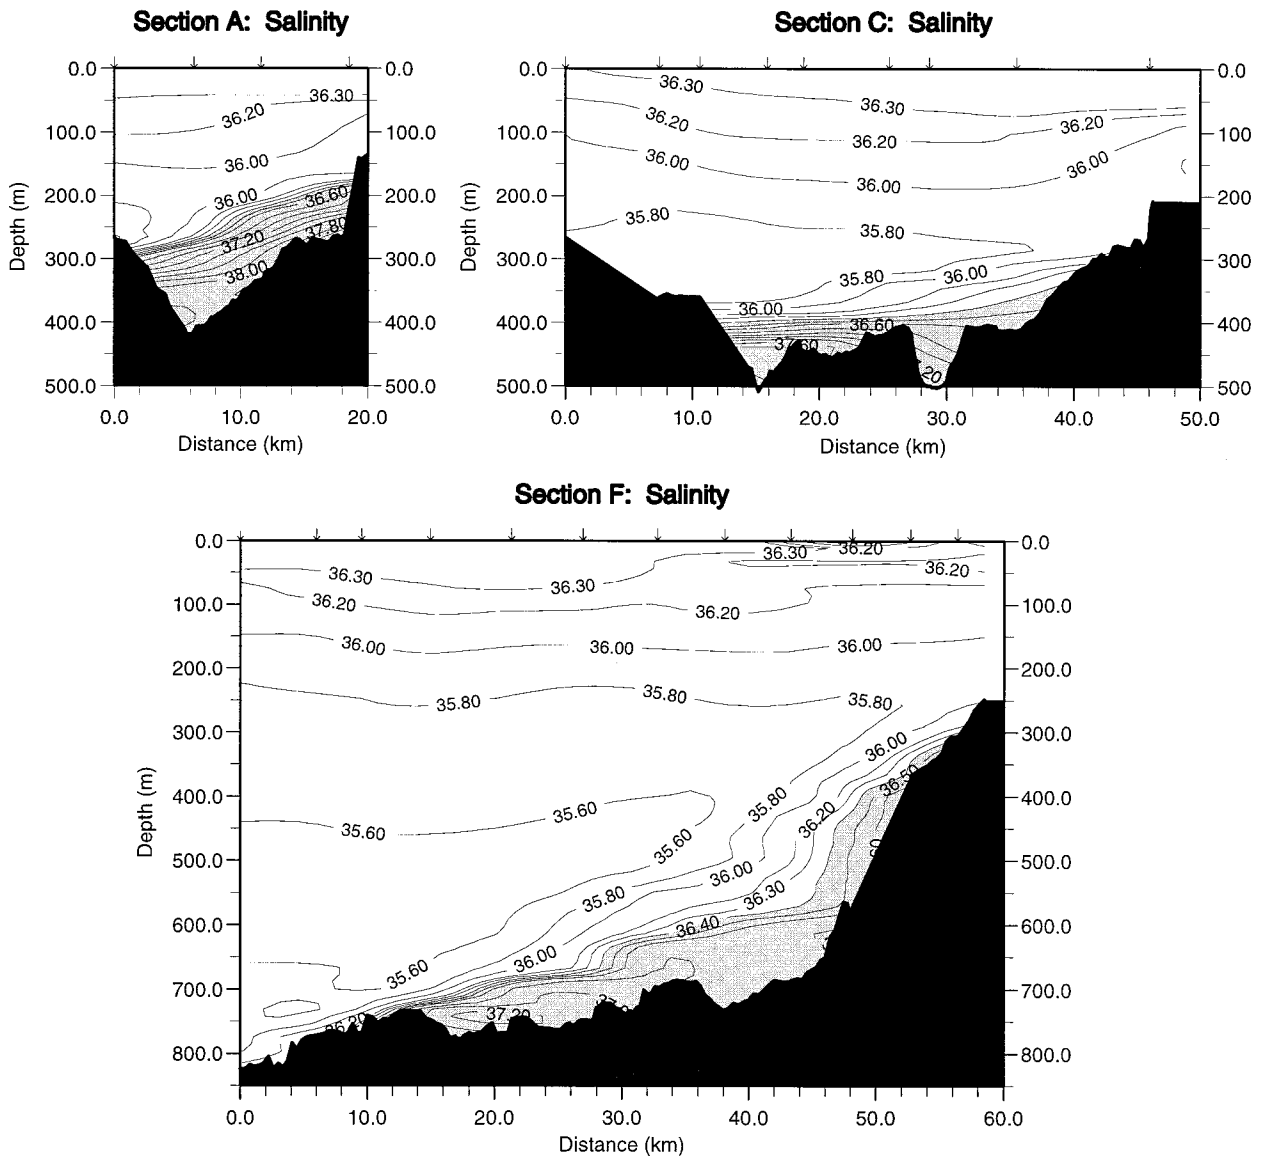 Section A: Salinity
Section C: Salinity
0.0 0.0 0.0 0.0
36.30 36.30 36.30
36.20 36.20 36.20 36.20
100.0 100.0 100.0 100
36.00 36.00 36.00 36.00
200.0 36.00 36.60 200.0 200.0 200
37.20 37.80 35.80 35.80
300.0 38.00 300.0 300.0 35.80 36.00 300
36.00
400.0 400.0 400.0 36.60 400
37.60
.20
500.0 500.0 500.0 500
0.0 10.0 20.0 0.0 10.0 20.0 30.0 40.0 50.0
Distance (km) Distance (km)
Depth (m) Depth (m)
Section F: Salinity
0.0 36.30 36.20 0.0
36.30 36.30 36.20
100.0 36.20 36.20 100.0
36.00 36.00 36.00
200.0 200.0
35.80 35.80 35.80
300.0 36.00 300.0
36.50
400.0 35.60 35.60 35.80 36.20 400.0
35.60 60
500.0 36.00 500.0
35.80 36.30
600.0 36.40 600.0
35.60 36.00
700.0 700.0
36.20 37.20
800.0 800.0
0.0 10.0 20.0 30.0 40.0 50.0 60.0
Distance (km)
Depth (m)